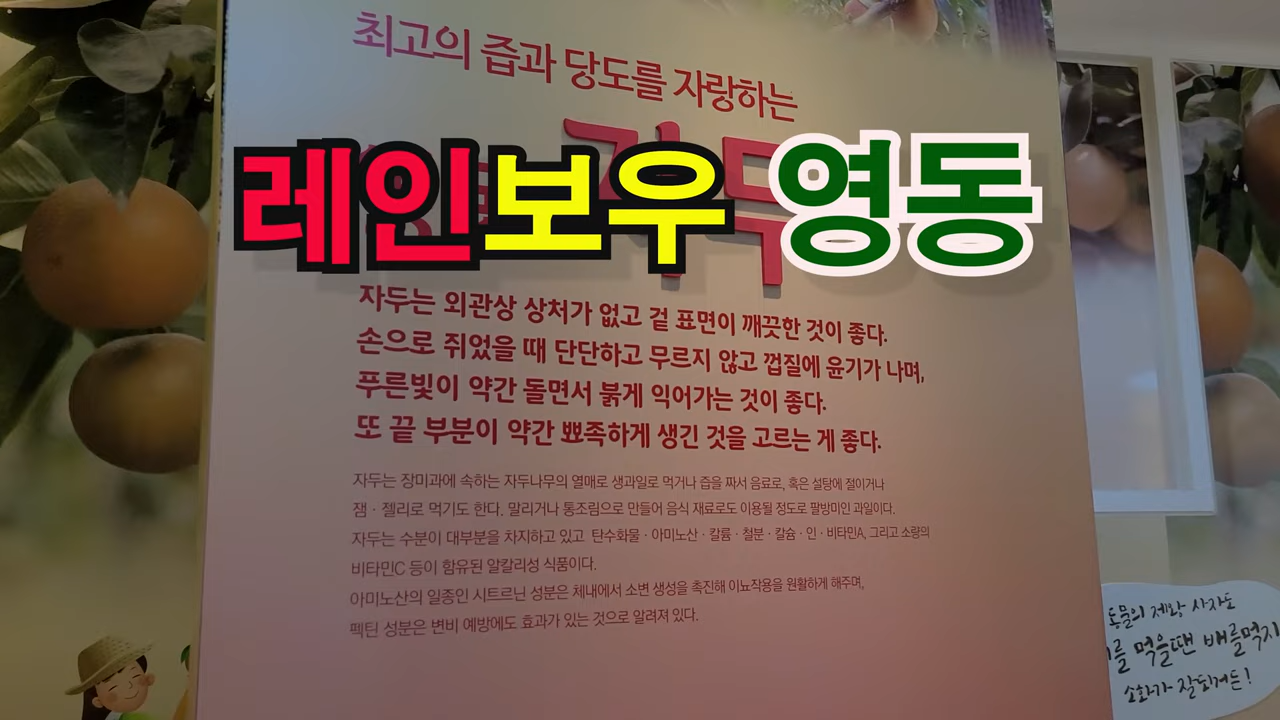 최고의 즙과 당도를 자랑하는
레인보우 영동
자두
자두는 외관상 상처가 없고 겉 표면이 깨끗한 것이 좋다.
손으로 쥐었을 때 단단하고 무르지 않고 껍질에 윤기가 나며,
푸른빛이 약간 돌면서 붉게 익어가는 것이 좋다.
또 끝 부분이 약간 뾰족하게 생긴 것을 고르는 게 좋다.
자두는 장미과에 속하는 자두나무의 열매로 생과일로 먹거나 즙을 짜서 음료로, 혹은 설탕에 절이거나
잼 · 젤리로 먹기도 한다. 말리거나 통조림으로 만들어 음식 재료로도 이용될 정도로 팔방미인 과일이다.
자두는 수분이 대부분을 차지하고 있고 탄수화물 · 아미노산 · 칼륨 · 철분 · 칼슘 · 인 · 비타민A, 그리고 소량의
비타민C 등이 함유된 알칼리성 식품이다.
아미노산의 일종인 시트르닌 성분은 체내에서 소변 생성을 촉진해 이뇨작용을 원활하게 해주며,
펙틴 성분은 변비 예방에도 효과가 있는 것으로 알려져 있다.
동물의 제왕 사자도
를 먹을땐 배를먹지
소화가 잘되거든!